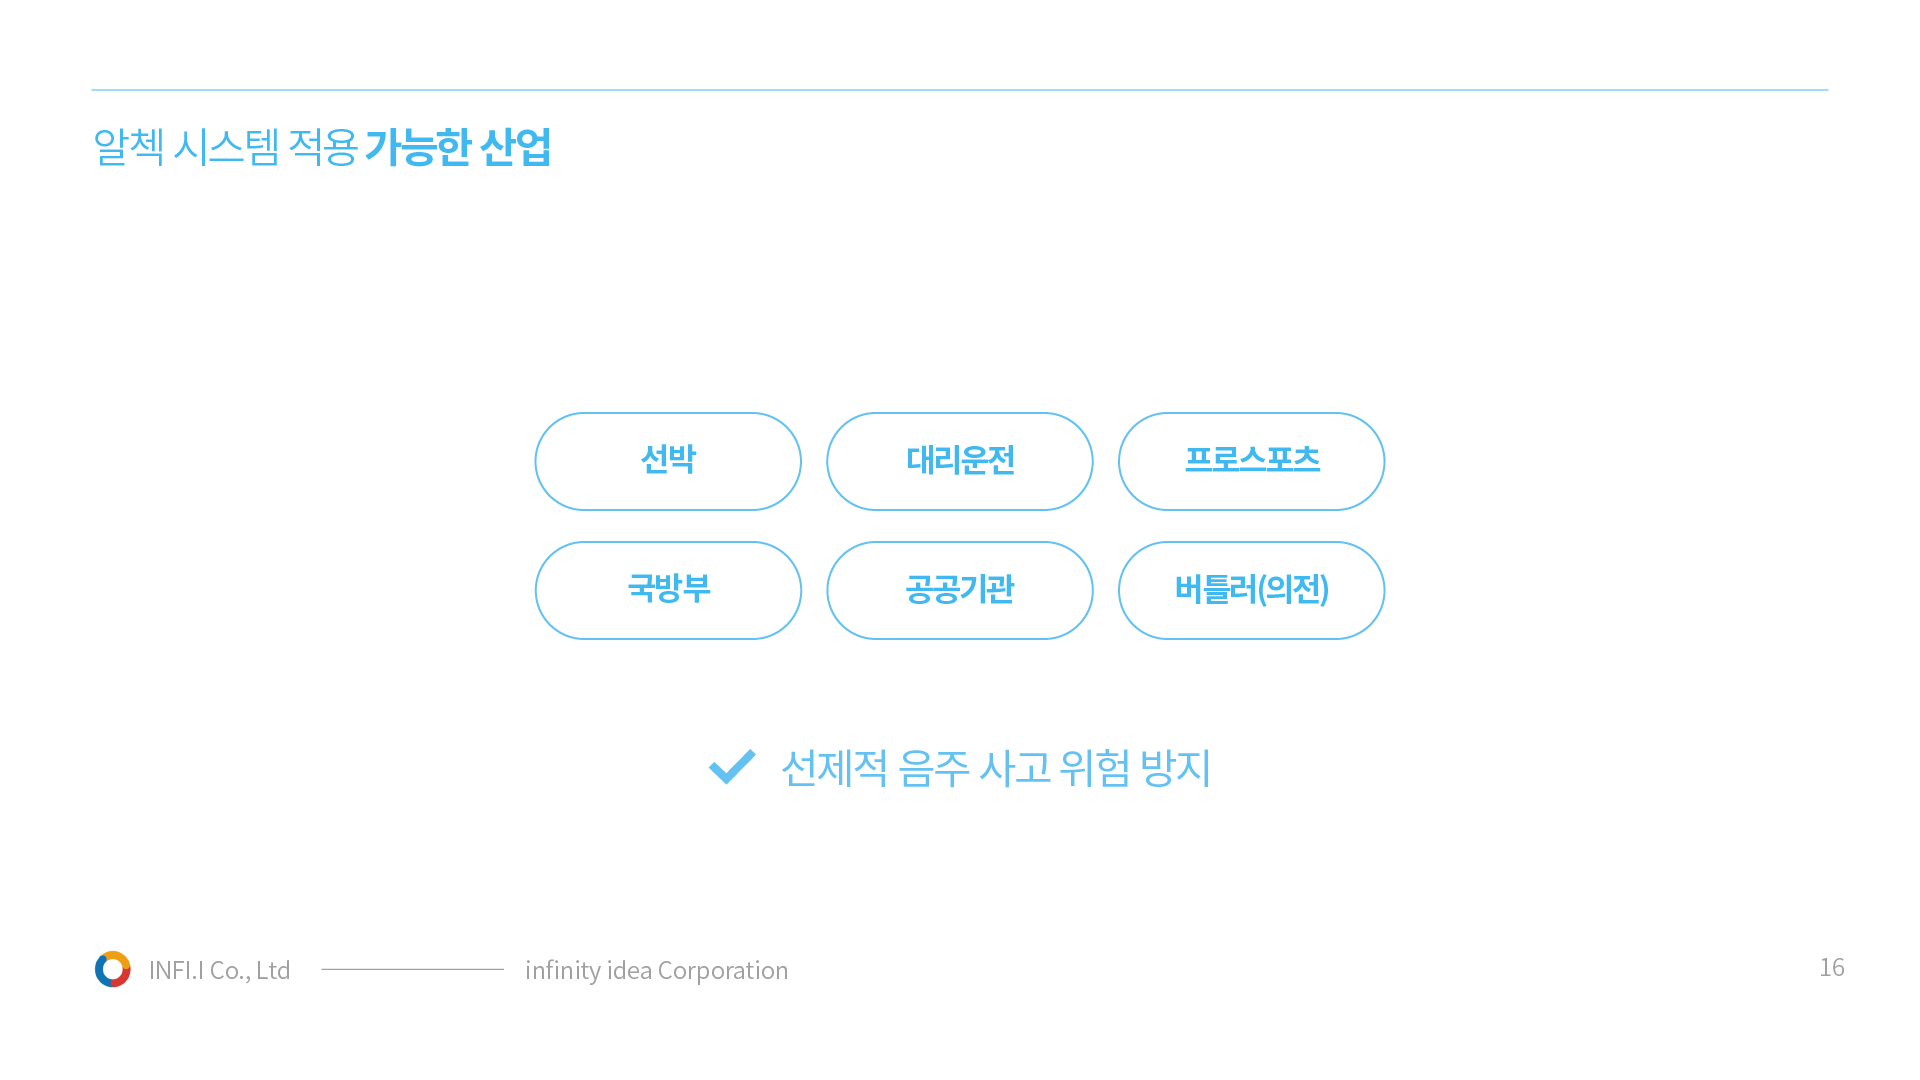 알첵 시스템 적용 가능한 산업
선박
대리운전
프로스포츠
국방부
공공기관
버틀러(의전)
선제적 음주 사고 위험 방지
INFI.I Co., Ltd
infinity idea Corporation
16